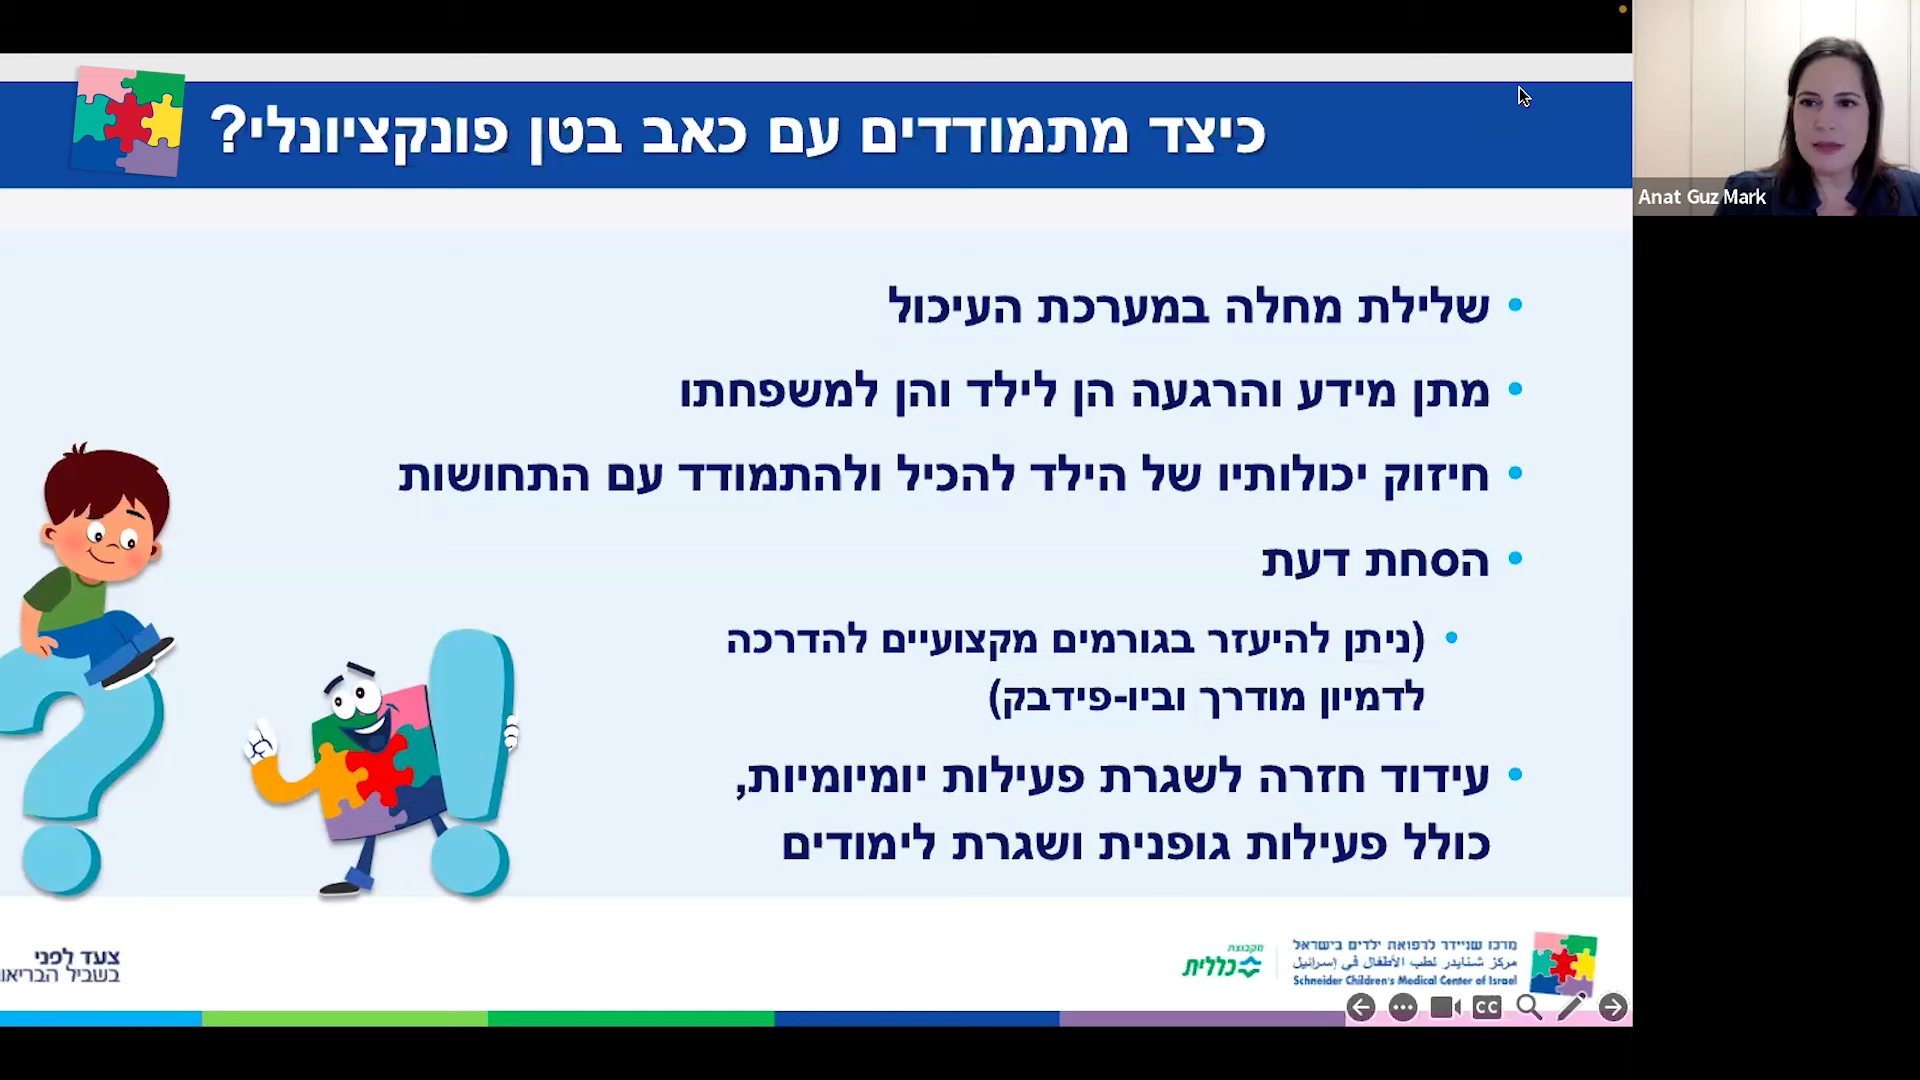 כיצד מתמודדים עם כאב בטן פונקציונלי?
Anat Guz Mark
• שלילת מחלה במערכת העיכול
• מתן מידע והרגעה הן לילד והן למשפחתו
• חיזוק יכולותיו של הילד להכיל ולהתמודד עם התחושות
• הסחת דעת
• (ניתן להיעזר בגורמים מקצועיים להדרכה
לדמיון מודרך וביו-פידבק)
• עידוד חזרה לשגרת פעילות יומיומיות,
כולל פעילות גופנית ושגרת לימודים
מרכז שניידר לרפואת ילדים בישראל
مركز شنايدر لطب الأطفال في إسرائيل
Schneider Children's Medical Center of Israel
מקבוצת
כללית
צעד לפני
בשביל הבריאו
CC